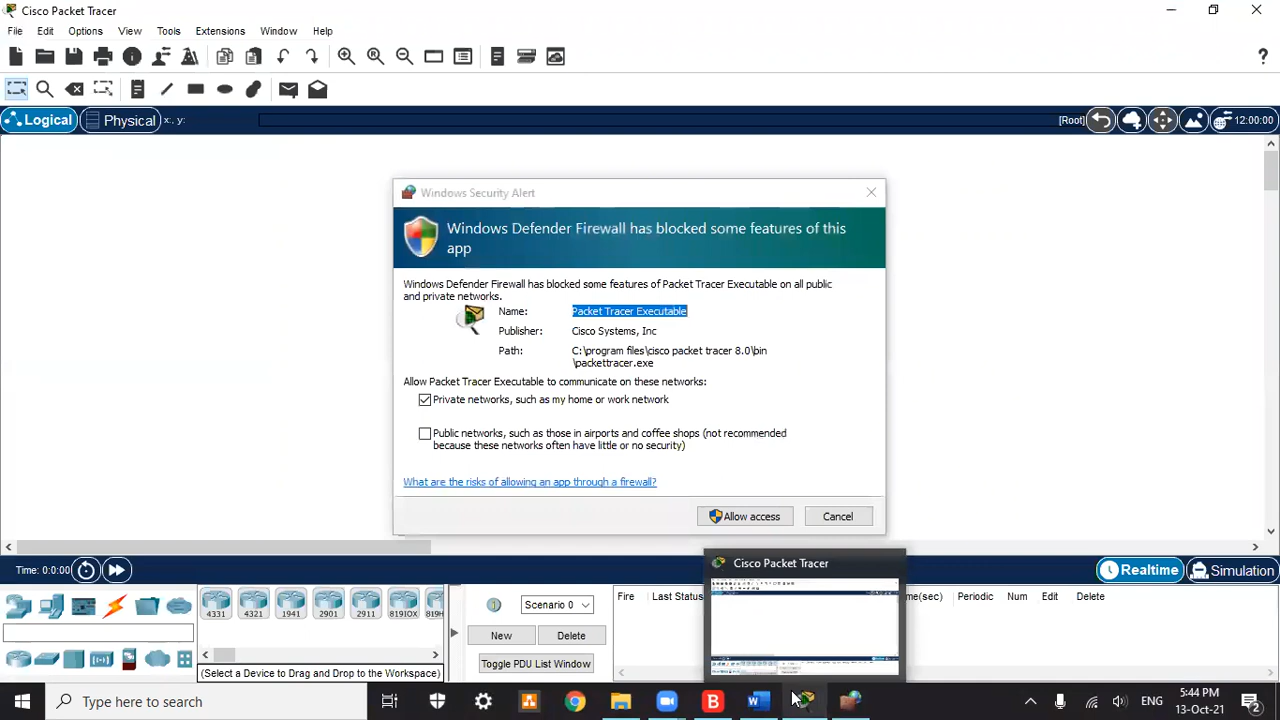 Cisco Packet Tracer
File Edit Options View Tools Extensions Window Help
Logical Physical x:, y: [Root] 12:00:00
Windows Security Alert
Windows Defender Firewall has blocked some features of this
app
Windows Defender Firewall has blocked some features of Packet Tracer Executable on all public
and private networks.
Name: Packet Tracer Executable
Publisher: Cisco Systems, Inc
Path: C:\program files\cisco packet tracer 8.0\bin
\packettracer.exe
Allow Packet Tracer Executable to communicate on these networks:
Private networks, such as my home or work network
Public networks, such as those in airports and coffee shops (not recommended
because these networks often have little or no security)
What are the risks of allowing an app through a firewall?
Allow access Cancel
Cisco Packet Tracer
Time: 0:0:00 Realtime Simulation
4331 4321 1941 2901 2911 819IOX 819H
Scenario 0
Fire Last Status me(sec) Periodic Num Edit Delete
New Delete
Toggle PDU List Window
(Select a Device to Drag and Drop to the Workspace)
Type here to search
ENG
5:44 PM
13-Oct-21
2